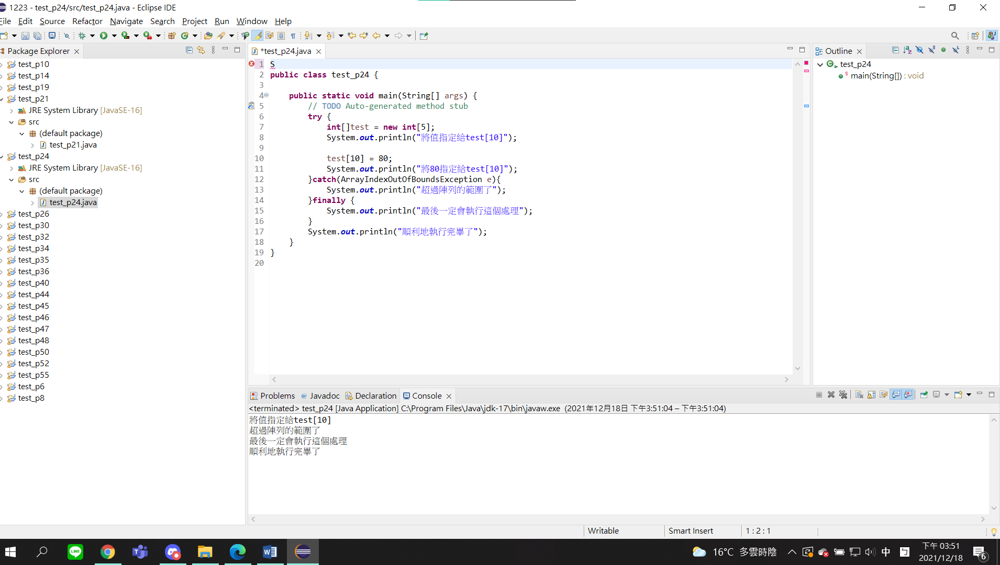 1223 - test_p24/src/test_p24.java - Eclipse IDE
File Edit Source Refactor Navigate Search Project Run Window Help
Package Explorer
test_p10
test_p14
test_p19
test_p21
JRE System Library [JavaSE-16]
src
(default package)
test_p21.java
test_p24
JRE System Library [JavaSE-16]
src
(default package)
test_p24.java
test_p26
test_p30
test_p32
test_p34
test_p35
test_p36
test_p40
test_p44
test_p45
test_p46
test_p47
test_p48
test_p50
test_p52
test_p55
test_p6
test_p8
*test_p24.java
1 S
2 public class test_p24 {
3
4 public static void main(String[] args) {
5 // TODO Auto-generated method stub
6 try {
7 int[]test = new int[5];
8 System.out.println("將值指定給test[10]");
9
10 test[10] = 80;
11 System.out.println("將80指定給test[10]");
12 }catch(ArrayIndexOutOfBoundsException e){
13 System.out.println("超過陣列的範圍了");
14 }finally {
15 System.out.println("最後一定會執行這個處理");
16 }
17 System.out.println("順利地執行完畢了");
18 }
19 }
20
Outline
test_p24
main(String[]) : void
Problems Javadoc Declaration Console
<terminated> test_p24 [Java Application] C:\Program Files\Java\jdk-17\bin\javaw.exe (2021年12月18日 下午3:51:04 – 下午3:51:04)
將值指定給test[10]
超過陣列的範圍了
最後一定會執行這個處理
順利地執行完畢了
Writable Smart Insert 1 : 2 : 1
16°C 多雲時陰 中 ㄅ 下午 03:51
2021/12/18
6